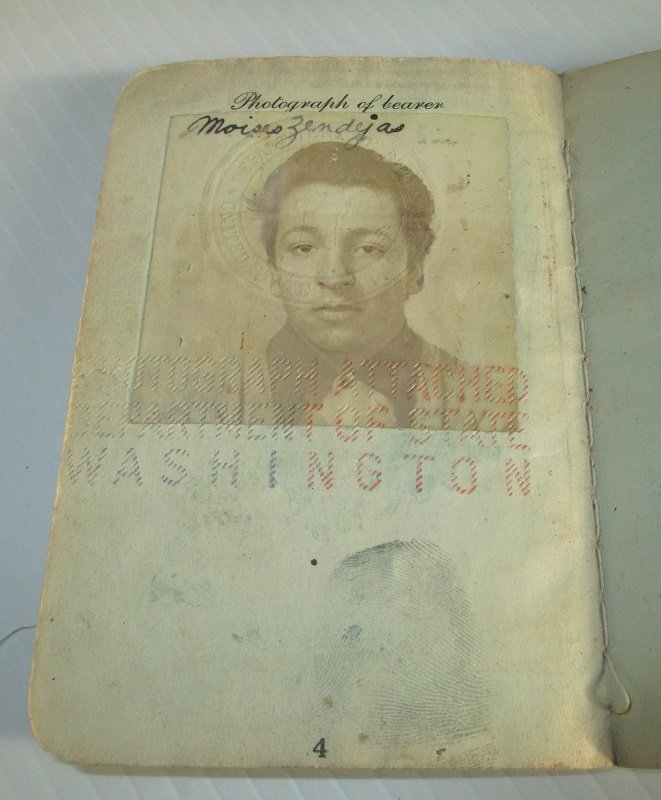 Photograph of bearer
Moises Zendejas
PHOTOGRAPH ATTACHED
DEPARTMENT OF STATE
WASHINGTON
4